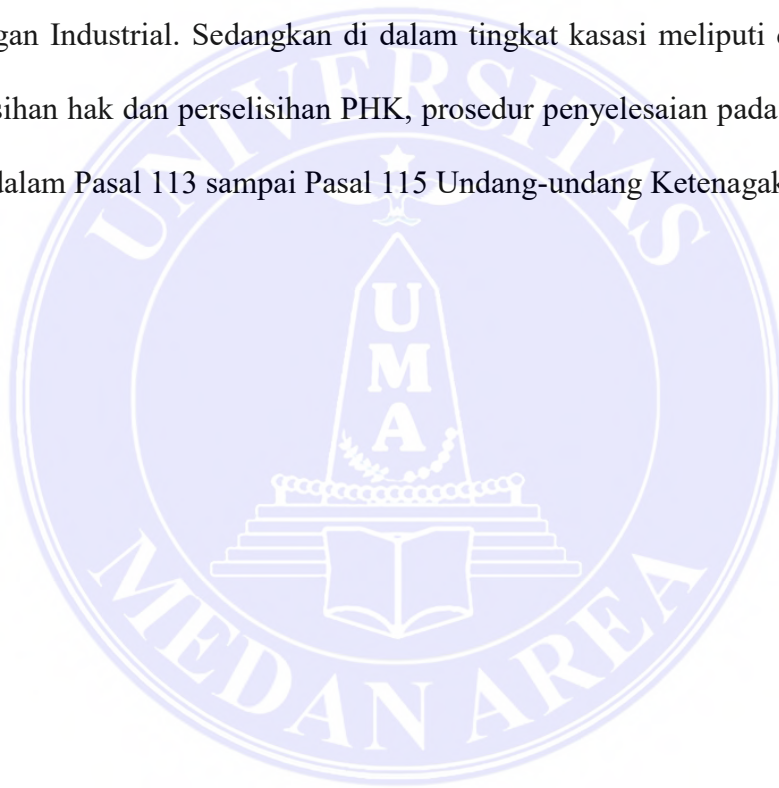 gan Industrial. Sedangkan di dalam tingkat kasasi meliputi
sihan hak dan perselisihan PHK, prosedur penyelesaian pada
dalam Pasal 113 sampai Pasal 115 Undang-undang Ketenagak
UNIVERSITAS
U
M
A
MEDAN AREA